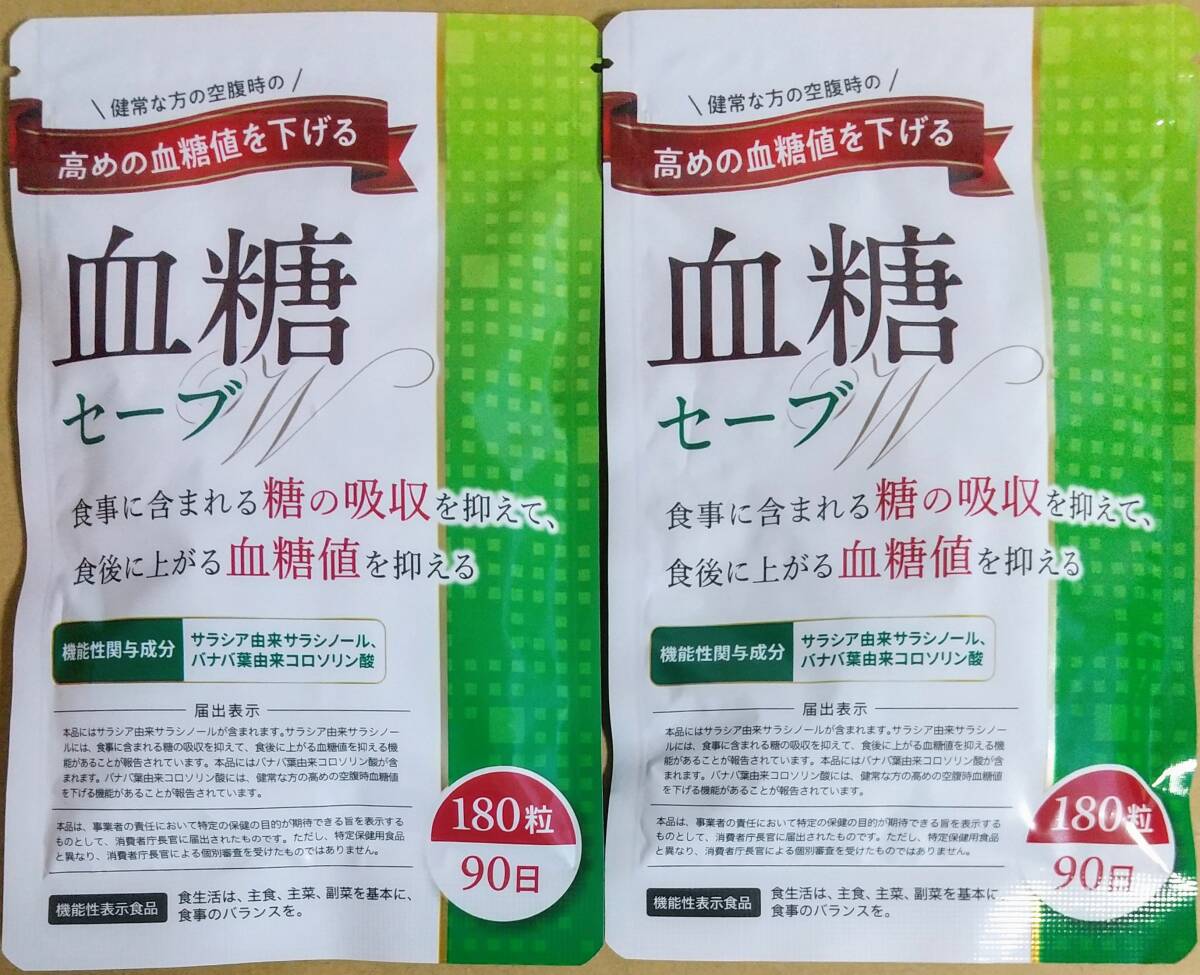 \ 健常な方の空腹時の /
高めの血糖値を下げる
血糖
セーブW
食事に含まれる糖の吸収を抑えて、
食後に上がる血糖値を抑える
機能性関与成分
サラシア由来サラシノール、
バナバ葉由来コロソリン酸
届出表示
本品にはサラシア由来サラシノールが含まれます。サラシア由来サラシノー
ルには、食事に含まれる糖の吸収を抑えて、食後に上がる血糖値を抑える機
能があることが報告されています。本品にはバナバ葉由来コロソリン酸が含
まれます。バナバ葉由来コロソリン酸には、健常な方の高めの空腹時血糖値
を下げる機能があることが報告されています。
本品は、事業者の責任において特定の保健の目的が期待できる旨を表示する
ものとして、消費者庁長官に届出されたものです。ただし、特定保健用食品
と異なり、消費者庁長官による個別審査を受けたものではありません。
180粒
90日
機能性表示食品
食生活は、主食、主菜、副菜を基本に、
食事のバランスを。
\ 健常な方の空腹時の /
高めの血糖値を下げる
血糖
セーブW
食事に含まれる糖の吸収を抑えて、
食後に上がる血糖値を抑える
機能性関与成分
サラシア由来サラシノール、
バナバ葉由来コロソリン酸
届出表示
本品にはサラシア由来サラシノールが含まれます。サラシア由来サラシノー
ルには、食事に含まれる糖の吸収を抑えて、食後に上がる血糖値を抑える機
能があることが報告されています。本品にはバナバ葉由来コロソリン酸が含
まれます。バナバ葉由来コロソリン酸には、健常な方の高めの空腹時血糖値
を下げる機能があることが報告されています。
本品は、事業者の責任において特定の保健の目的が期待できる旨を表示する
ものとして、消費者庁長官に届出されたものです。ただし、特定保健用食品
と異なり、消費者庁長官による個別審査を受けたものではありません。
180粒
90日
機能性表示食品
食生活は、主食、主菜、副菜を基本に、
食事のバランスを。